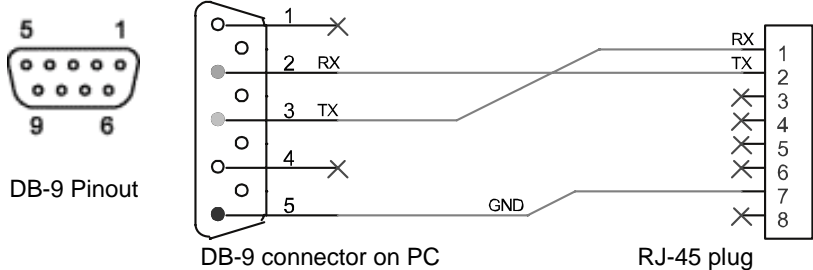 5 1
9 6
DB-9 Pinout
1
2 RX
3 TX
4
5 GND
DB-9 connector on PC
RX 1
TX 2
3
4
5
6
7
8
RJ-45 plug